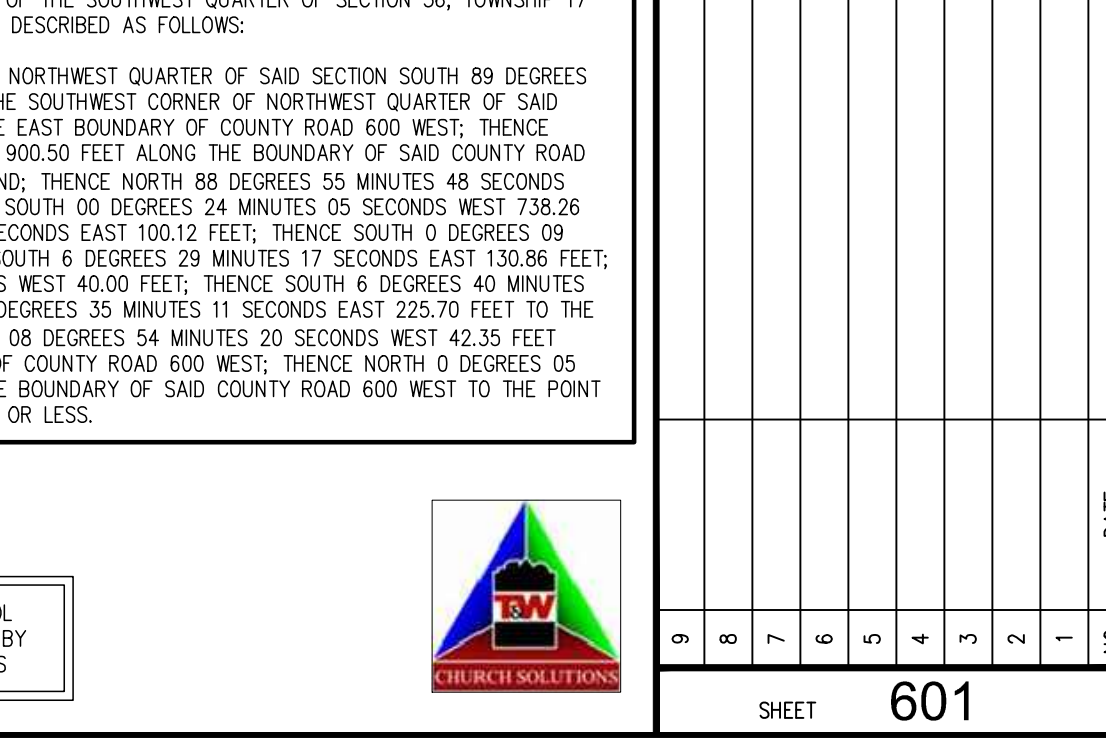 OF THE SOUTHWEST QUARTER OF SECTION 36, TOWNSHIP 17
DESCRIBED AS FOLLOWS:
NORTHWEST QUARTER OF SAID SECTION SOUTH 89 DEGREES
HE SOUTHWEST CORNER OF NORTHWEST QUARTER OF SAID
E EAST BOUNDARY OF COUNTY ROAD 600 WEST; THENCE
900.50 FEET ALONG THE BOUNDARY OF SAID COUNTY ROAD
ND; THENCE NORTH 88 DEGREES 55 MINUTES 48 SECONDS
SOUTH 00 DEGREES 24 MINUTES 05 SECONDS WEST 738.26
ECONDS EAST 100.12 FEET; THENCE SOUTH 0 DEGREES 09
OUTH 6 DEGREES 29 MINUTES 17 SECONDS EAST 130.86 FEET;
S WEST 40.00 FEET; THENCE SOUTH 6 DEGREES 40 MINUTES
DEGREES 35 MINUTES 11 SECONDS EAST 225.70 FEET TO THE
08 DEGREES 54 MINUTES 20 SECONDS WEST 42.35 FEET
OF COUNTY ROAD 600 WEST; THENCE NORTH 0 DEGREES 05
E BOUNDARY OF SAID COUNTY ROAD 600 WEST TO THE POINT
OR LESS.
T&W
CHURCH SOLUTIONS
OL
BY
S
9 8 7 6 5 4 3 2 1
DATE
SHEET 601